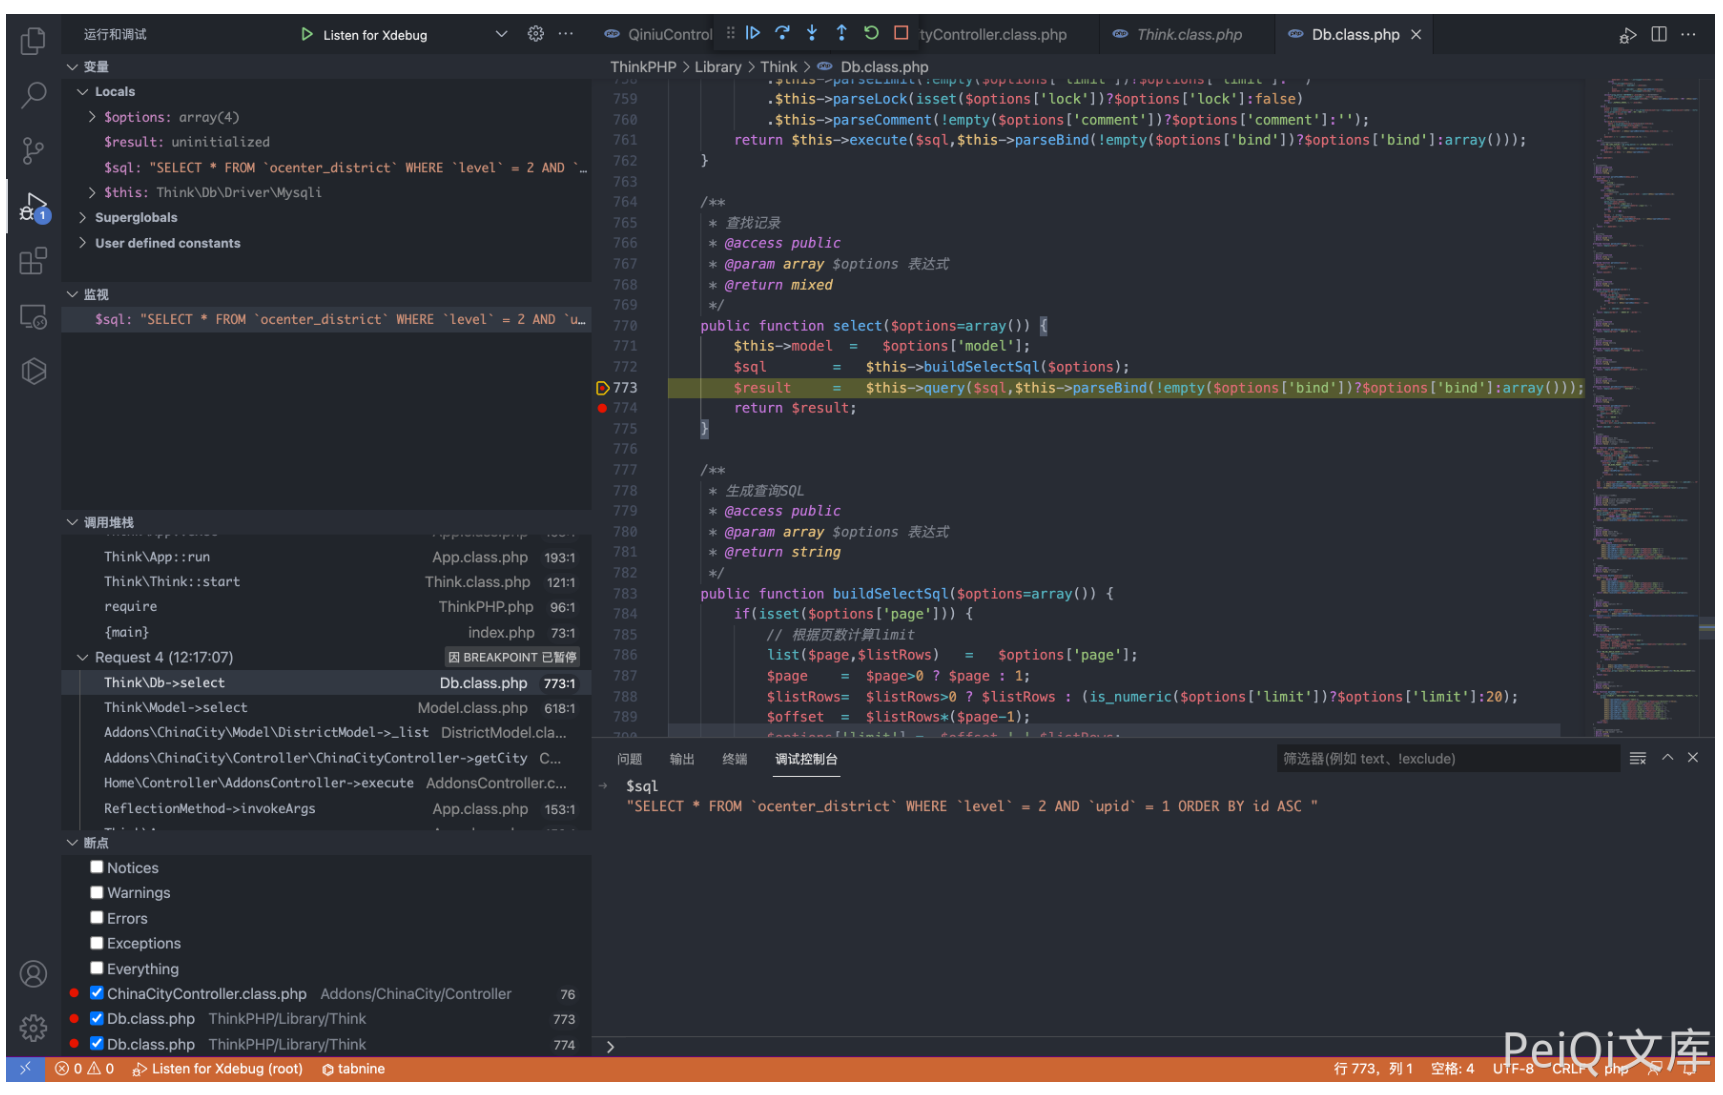 运行和调试
Listen for Xdebug
QiniuControl
tyController.class.php
Think.class.php
Db.class.php
变量
Locals
$options: array(4)
$result: uninitialized
$sql: "SELECT * FROM `ocenter_district` WHERE `level` = 2 AND `…
$this: Think\Db\Driver\Mysqli
Superglobals
User defined constants
监视
$sql: "SELECT * FROM `ocenter_district` WHERE `level` = 2 AND `u…
调用堆栈
Think\App::run App.class.php 193:1
Think\Think::start Think.class.php 121:1
require ThinkPHP.php 96:1
{main} index.php 73:1
Request 4 (12:17:07) 因 BREAKPOINT 已暂停
Think\Db->select Db.class.php 773:1
Think\Model->select Model.class.php 618:1
Addons\ChinaCity\Model\DistrictModel->_list DistrictModel.cla...
Addons\ChinaCity\Controller\ChinaCityController->getCity C...
Home\Controller\AddonsController->execute AddonsController.c...
ReflectionMethod->invokeArgs App.class.php 153:1
断点
Notices
Warnings
Errors
Exceptions
Everything
ChinaCityController.class.php Addons/ChinaCity/Controller 76
Db.class.php ThinkPHP/Library/Think 773
Db.class.php ThinkPHP/Library/Think 774
ThinkPHP > Library > Think > Db.class.php
758 .$this->parseLimit(!empty($options['limit'])?$options['limit']:'')
759 .$this->parseLock(isset($options['lock'])?$options['lock']:false)
760 .$this->parseComment(!empty($options['comment'])?$options['comment']:'');
761 return $this->execute($sql,$this->parseBind(!empty($options['bind'])?$options['bind']:array()));
762 }
763
764 /**
765 * 查找记录
766 * @access public
767 * @param array $options 表达式
768 * @return mixed
769 */
770 public function select($options=array()) {
771 $this->model = $options['model'];
772 $sql = $this->buildSelectSql($options);
773 $result = $this->query($sql,$this->parseBind(!empty($options['bind'])?$options['bind']:array()));
774 return $result;
775 }
776
777 /**
778 * 生成查询SQL
779 * @access public
780 * @param array $options 表达式
781 * @return string
782 */
783 public function buildSelectSql($options=array()) {
784 if(isset($options['page'])) {
785 // 根据页数计算limit
786 list($page,$listRows) = $options['page'];
787 $page = $page>0 ? $page : 1;
788 $listRows= $listRows>0 ? $listRows : (is_numeric($options['limit'])?$options['limit']:20);
789 $offset = $listRows*($page-1);
790 $options['limit'] = $offset.','.$listRows;
问题 输出 终端 调试控制台
筛选器(例如 text、!exclude)
→ $sql
"SELECT * FROM `ocenter_district` WHERE `level` = 2 AND `upid` = 1 ORDER BY id ASC "
PeiQi文库
0 0 Listen for Xdebug (root) tabnine
行 773，列 1 空格: 4 UTF-8 CRLF php
1